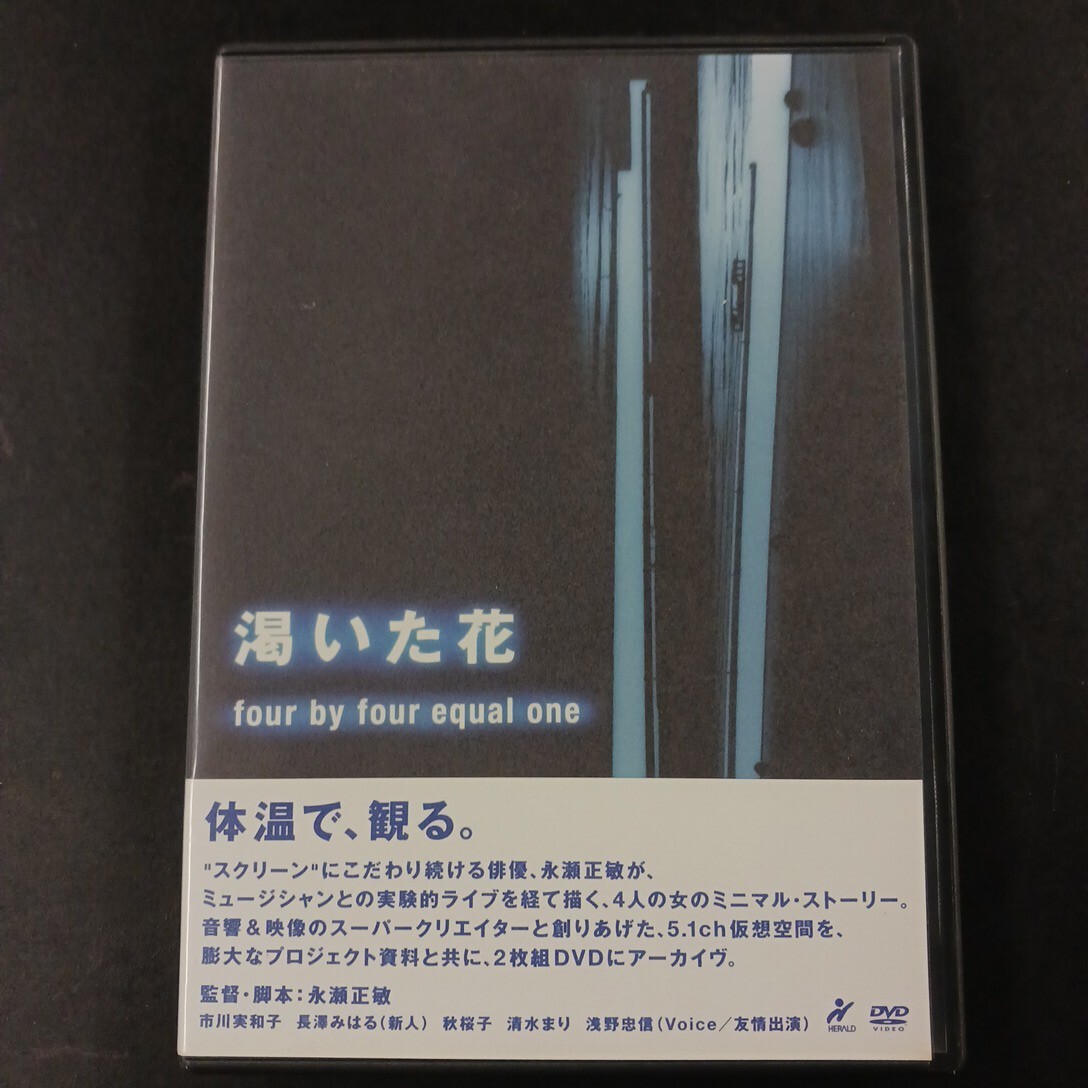 渇いた花
four by four equal one
体温で、観る。
"スクリーン"にこだわり続ける俳優、永瀬正敏が、
ミュージシャンとの実験的ライブを経て描く、4人の女のミニマル・ストーリー。
音響＆映像のスーパークリエイターと創りあげた、5.1ch仮想空間を、
膨大なプロジェクト資料と共に、2枚組DVDにアーカイヴ。
監督・脚本：永瀬正敏
市川実和子 長澤みはる（新人） 秋桜子 清水まり 浅野忠信（Voice／友情出演）
HERALD
DVD
VIDEO